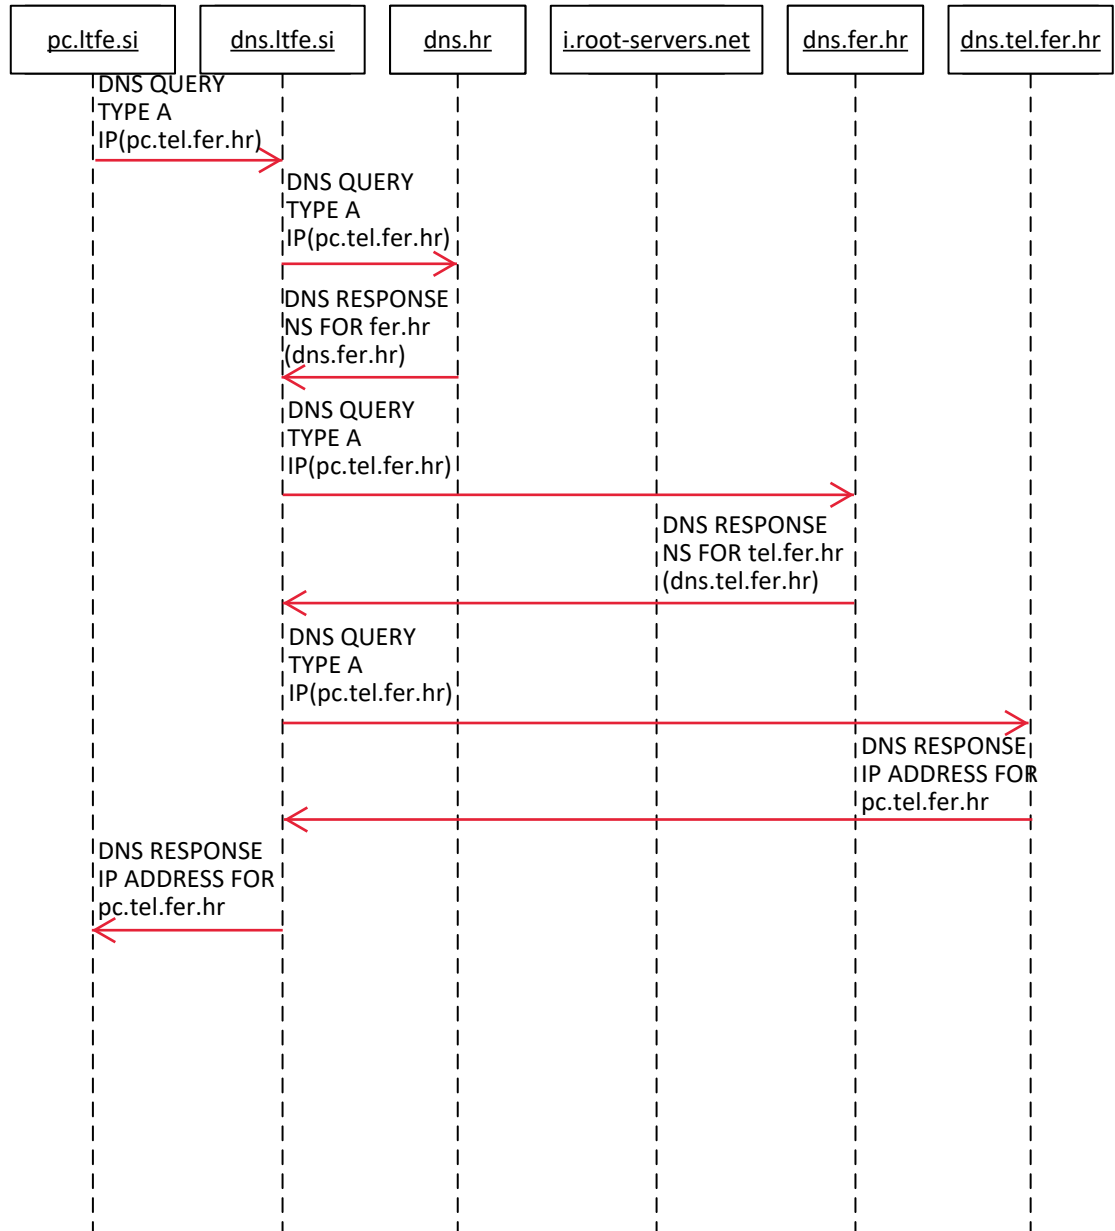 pc.ltfe.si
dns.ltfe.si
dns.hr
i.root-servers.net
dns.fer.hr
dns.tel.fer.hr
DNS QUERY
TYPE A
IP(pc.tel.fer.hr)
DNS QUERY
TYPE A
IP(pc.tel.fer.hr)
DNS RESPONSE
NS FOR fer.hr
(dns.fer.hr)
DNS QUERY
TYPE A
IP(pc.tel.fer.hr)
DNS RESPONSE
NS FOR tel.fer.hr
(dns.tel.fer.hr)
DNS QUERY
TYPE A
IP(pc.tel.fer.hr)
DNS RESPONSE
IP ADDRESS FOR
pc.tel.fer.hr
DNS RESPONSE
IP ADDRESS FOR
pc.tel.fer.hr